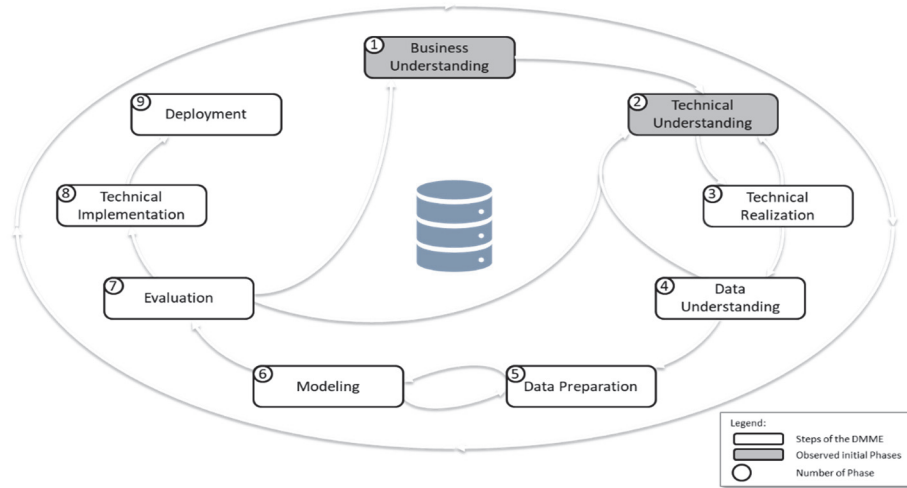 1
Business
Understanding
2
Technical
Understanding
3
Technical
Realization
4
Data
Understanding
5
Data Preparation
6
Modeling
7
Evaluation
8
Technical
Implementation
9
Deployment
Legend:
Steps of the DMME
Observed Initial Phases
Number of Phase